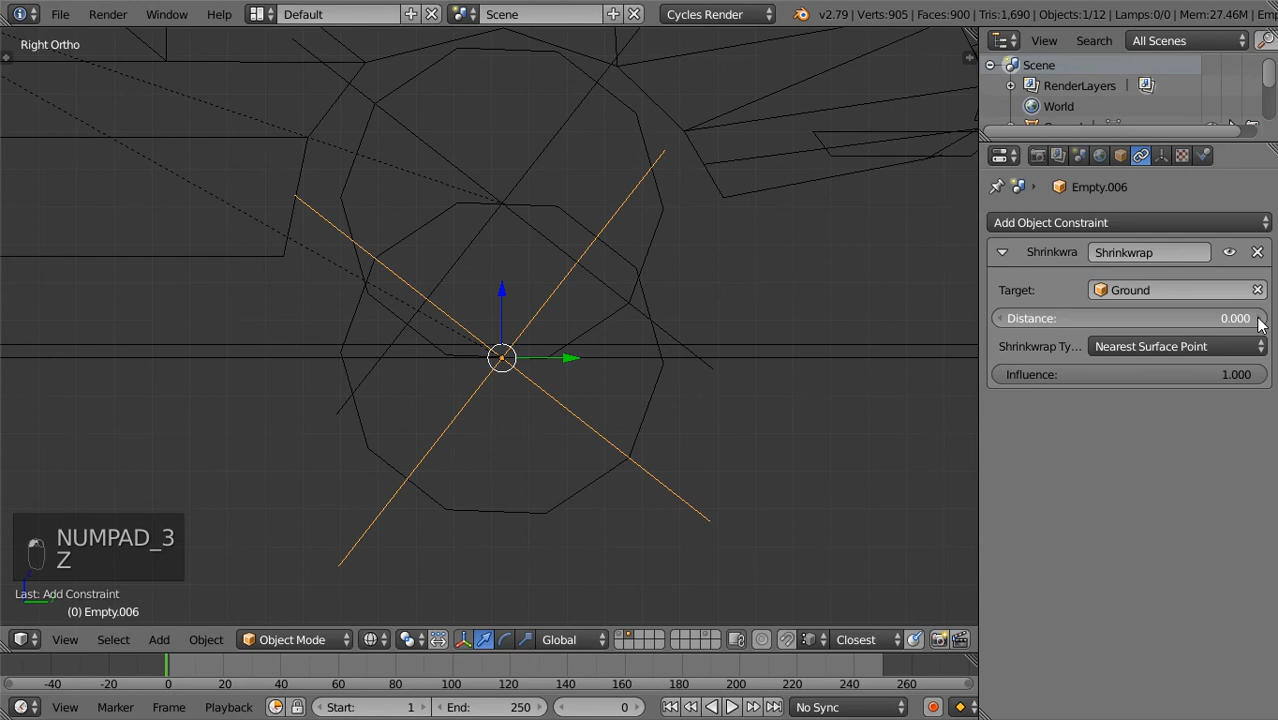 File Render Window Help Default Scene Cycles Render v2.79 | Verts:905 | Faces:900 | Tris:1,690 | Objects:1/12 | Lamps:0/0 | Mem:27.46M | Em
Right Ortho
View Search All Scenes
Scene
RenderLayers
World
Empty.006
Add Object Constraint
Shrinkwra Shrinkwrap
Target: Ground
Distance: 0.000
Shrinkwrap Ty... Nearest Surface Point
Influence: 1.000
NUMPAD_3
Z
Last: Add Constraint
(0) Empty.006
View Select Add Object Object Mode Global Closest
-40 -20 0 20 40 60 80 100 120 140 160 180 200 220 240 260
View Marker Frame Playback Start: 1 End: 250 0 No Sync